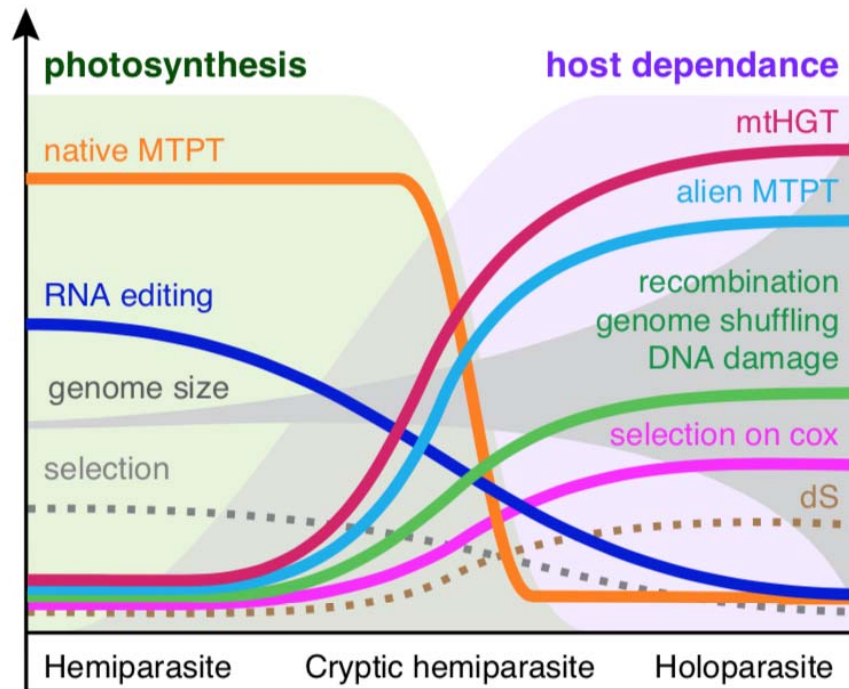 photosynthesis
host dependance
native MTPT
mtHGT
alien MTPT
RNA editing
recombination
genome shuffling
DNA damage
genome size
selection on cox
selection
dS
Hemiparasite
Cryptic hemiparasite
Holoparasite